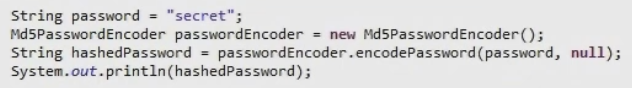 String password = "secret";
Md5PasswordEncoder passwordEncoder = new Md5PasswordEncoder();
String hashedPassword = passwordEncoder.encodePassword(password, null);
System.out.println(hashedPassword);